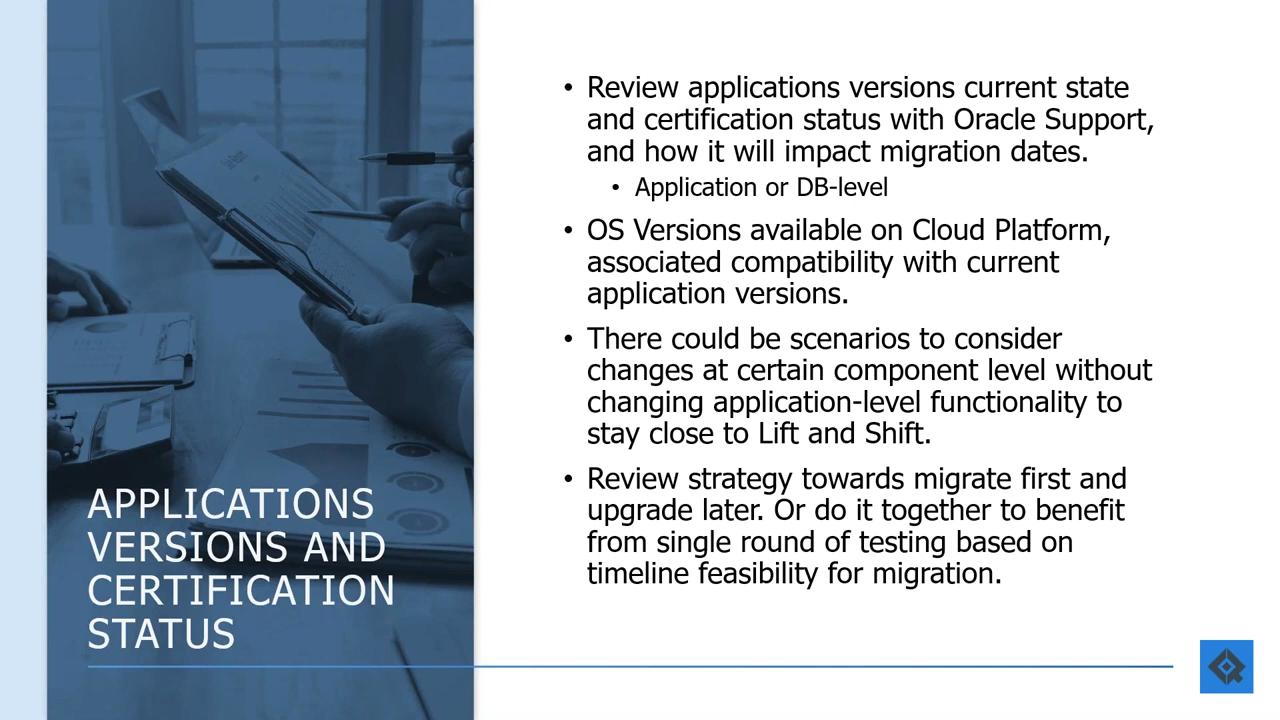 APPLICATIONS
VERSIONS AND
CERTIFICATION
STATUS
• Review applications versions current state
and certification status with Oracle Support,
and how it will impact migration dates.
• Application or DB-level
• OS Versions available on Cloud Platform,
associated compatibility with current
application versions.
• There could be scenarios to consider
changes at certain component level without
changing application-level functionality to
stay close to Lift and Shift.
• Review strategy towards migrate first and
upgrade later. Or do it together to benefit
from single round of testing based on
timeline feasibility for migration.